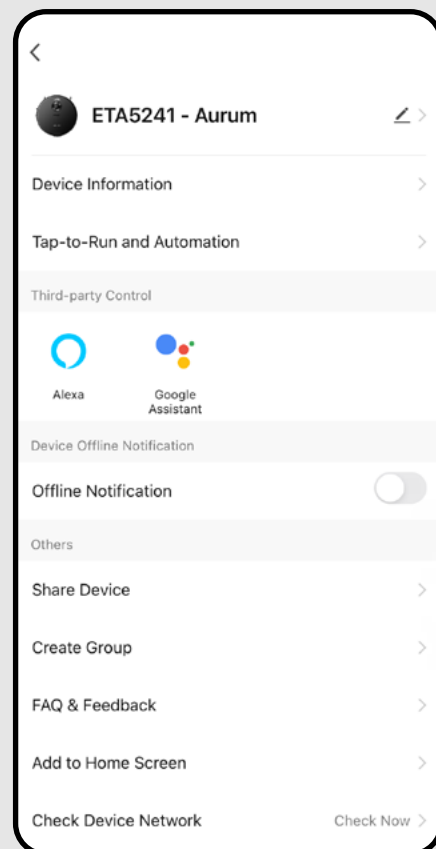 ETA5241 - Aurum
Device Information
Tap-to-Run and Automation
Third-party Control
Alexa
Google
Assistant
Device Offline Notification
Offline Notification
Others
Share Device
Create Group
FAQ & Feedback
Add to Home Screen
Check Device Network Check Now